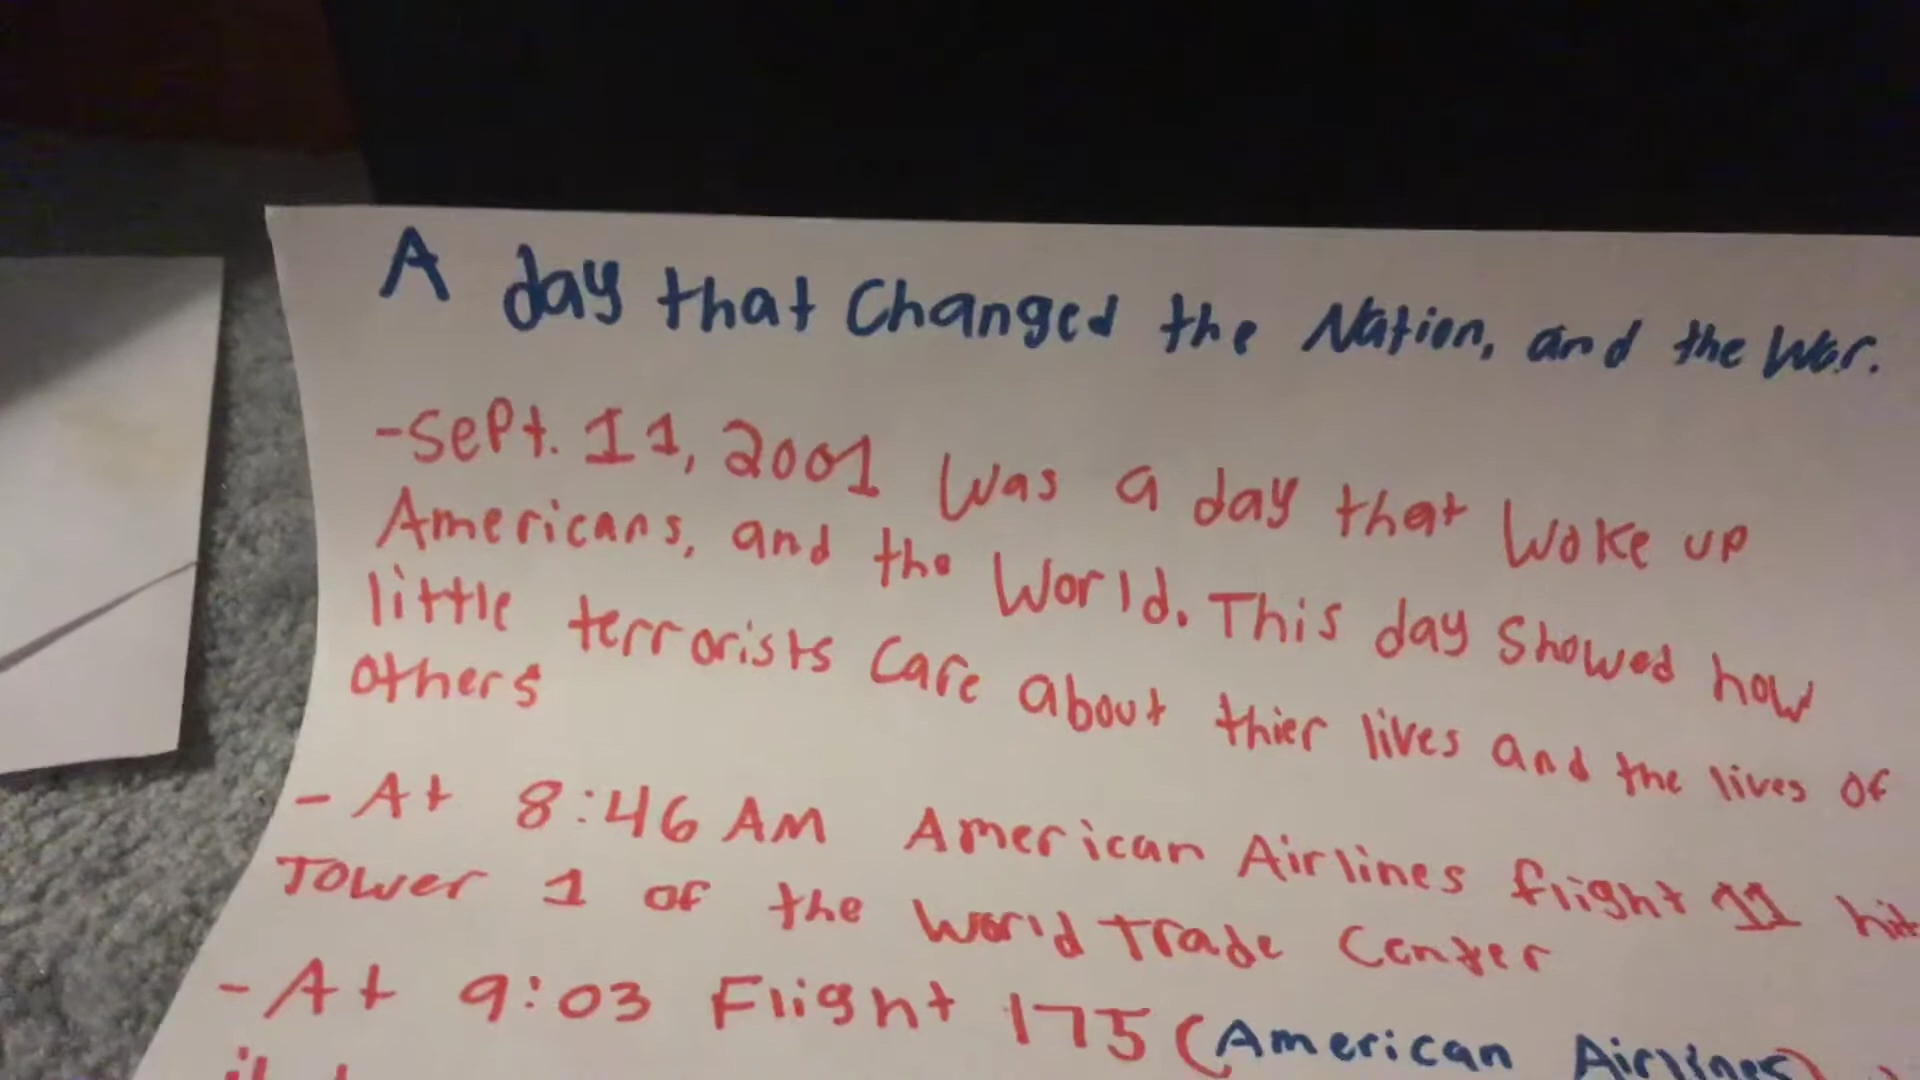 A day that Changed the Nation, and the War.
-Sept. 11, 2001 Was a day that Woke up
Americans, and the World. This day Showed how
little terrorists Care about thier lives and the lives of
others
- At 8:46 AM American Airlines flight 11 hit
Tower 1 of the World Trade Center
- At 9:03 Flight 175 (American Airlines)